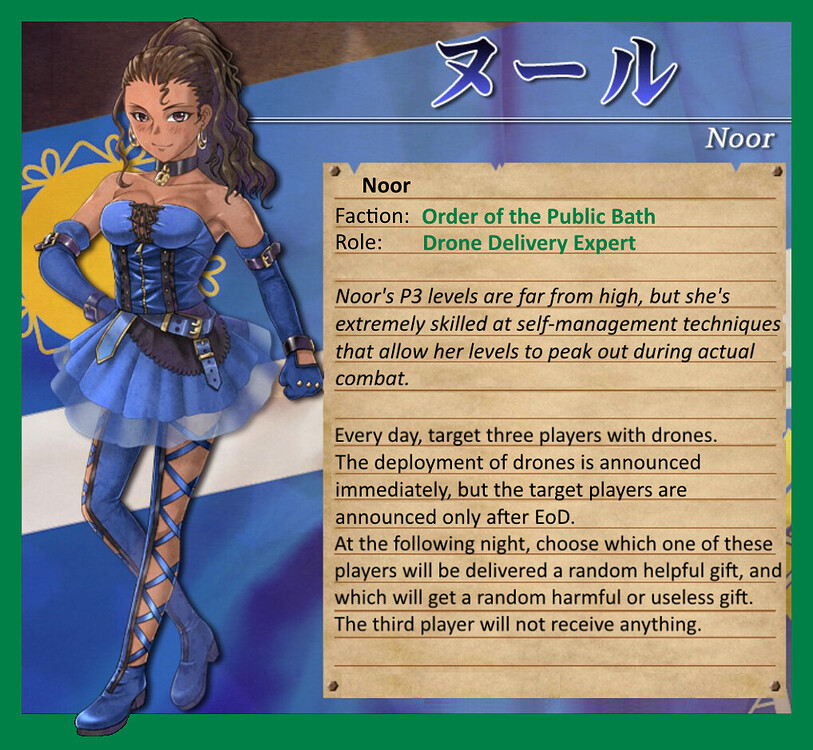 ヌール
Noor
Noor
Faction: Order of the Public Bath
Role: Drone Delivery Expert
Noor's P3 levels are far from high, but she's
extremely skilled at self-management techniques
that allow her levels to peak out during actual
combat.
Every day, target three players with drones.
The deployment of drones is announced
immediately, but the target players are
announced only after EoD.
At the following night, choose which one of these
players will be delivered a random helpful gift, and
which will get a random harmful or useless gift.
The third player will not receive anything.